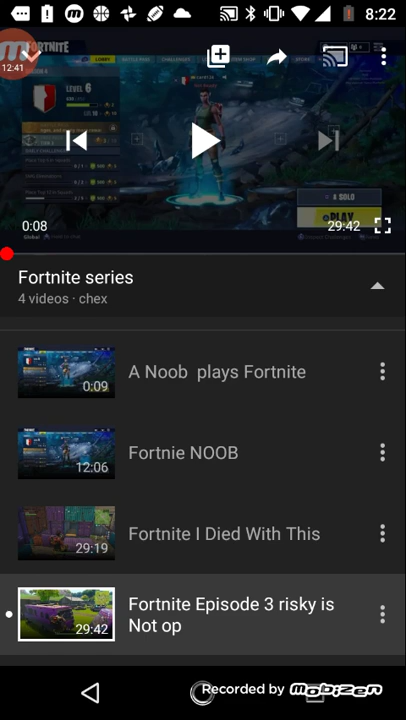 8:22
FORTNITE
12:41
LOBBY
LEVEL 6
A SOLO
PLAY
0:08
29:42
Fortnite series
4 videos · chex
A Noob plays Fortnite
0:09
Fortnie NOOB
12:06
Fortnite I Died With This
29:19
Fortnite Episode 3 risky is
Not op
29:42
Recorded by Mobizen